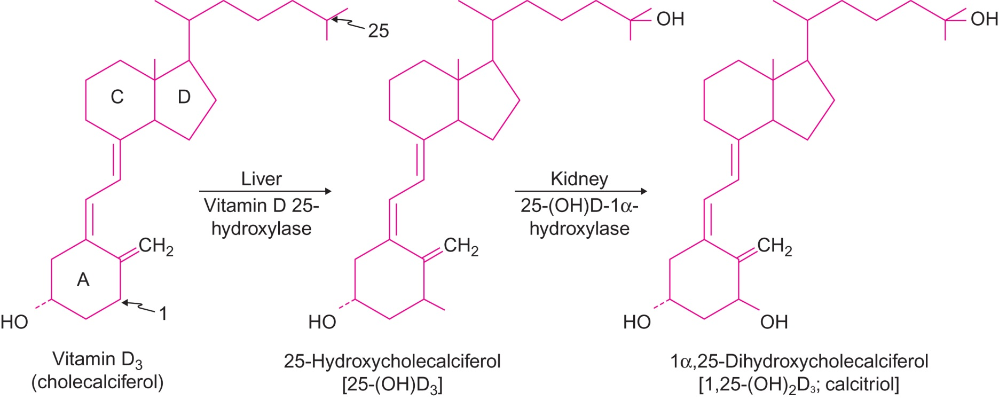 25
OH
OH
C
D
Liver
Vitamin D 25-
hydroxylase
Kidney
25-(OH)D-1α-
hydroxylase
CH₂
CH₂
CH₂
A
1
HO
HO
HO
OH
Vitamin D₃
(cholecalciferol)
25-Hydroxycholecalciferol
[25-(OH)D₃]
1α,25-Dihydroxycholecalciferol
[1,25-(OH)₂D₃; calcitriol]